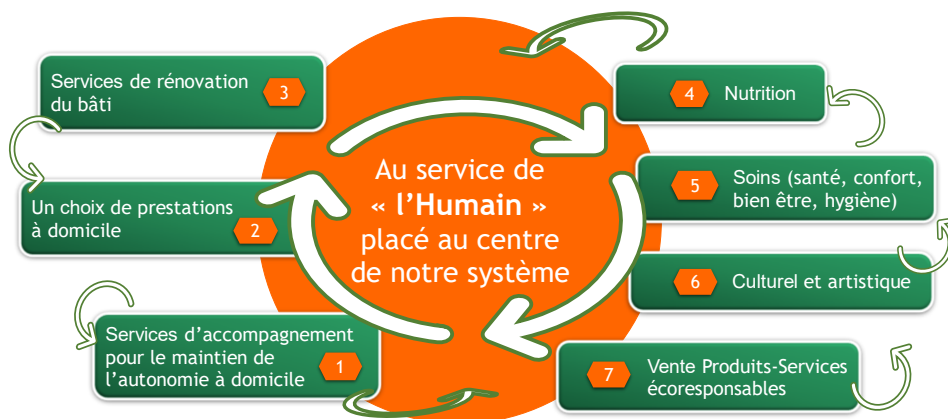 Services de rénovation
du bâti
3
Un choix de prestations
à domicile
2
Services d’accompagnement
pour le maintien de
l’autonomie à domicile
1
Au service de
« l’Humain »
placé au centre
de notre système
4 Nutrition
5
Soins (santé, confort,
bien être, hygiène)
6 Culturel et artistique
7
Vente Produits-Services
écoresponsables